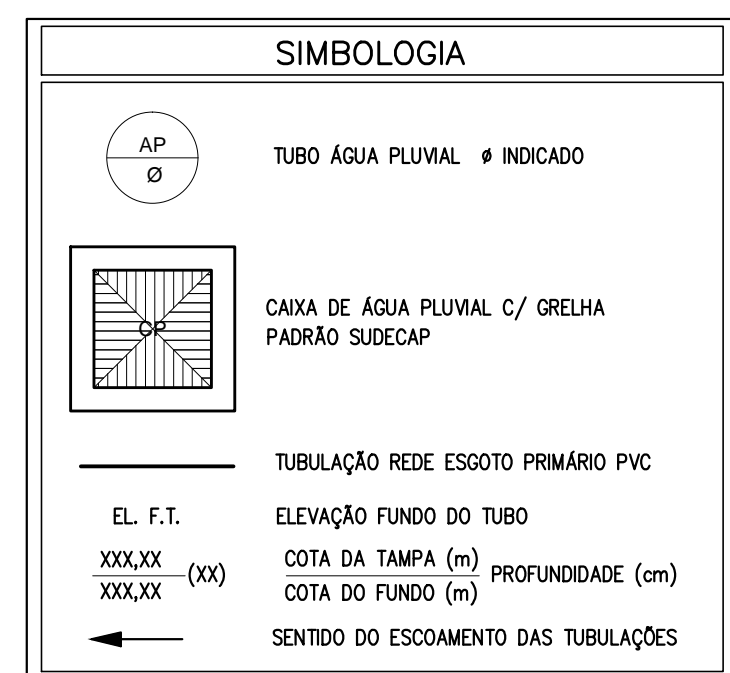 SIMBOLOGIA
AP
Ø
TUBO ÁGUA PLUVIAL ø INDICADO
CP
CAIXA DE ÁGUA PLUVIAL C/ GRELHA
PADRÃO SUDECAP
TUBULAÇÃO REDE ESGOTO PRIMÁRIO PVC
EL. F.T. ELEVAÇÃO FUNDO DO TUBO
XXX,XX
XXX,XX
(XX)
COTA DA TAMPA (m)
COTA DO FUNDO (m)
PROFUNDIDADE (cm)
SENTIDO DO ESCOAMENTO DAS TUBULAÇÕES